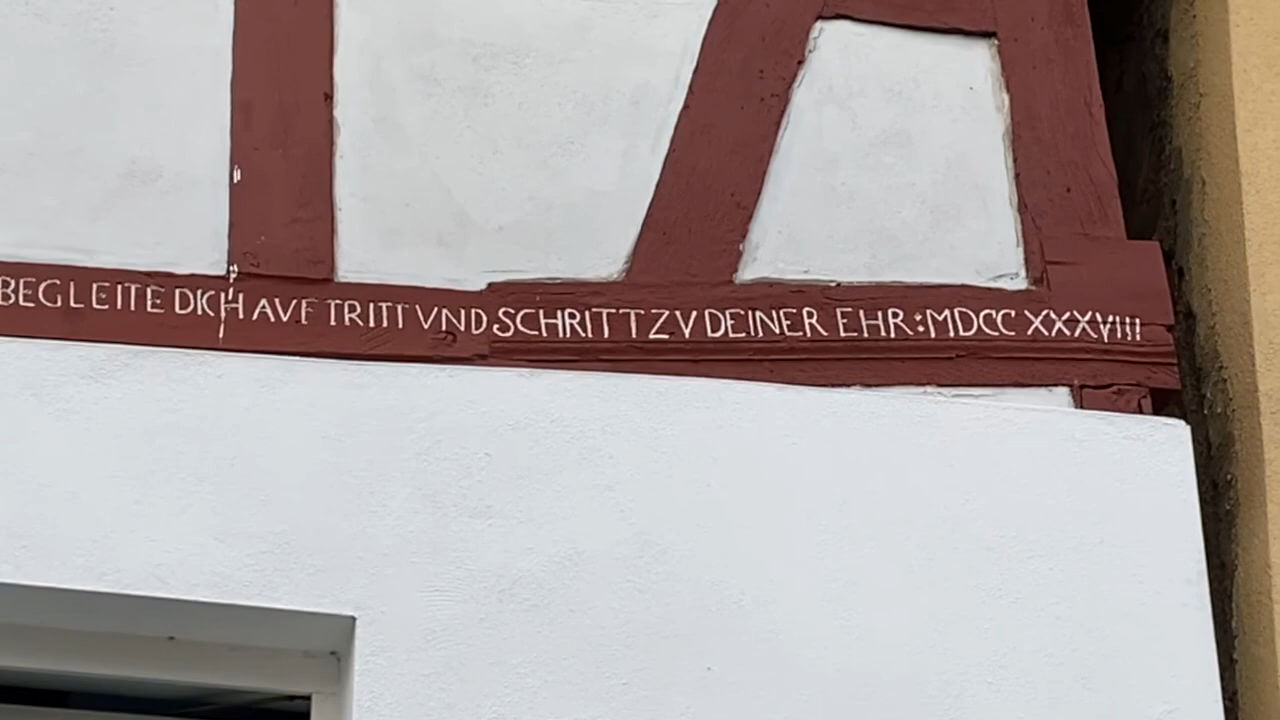 BEGLEITE DICH AVF TRITT VND SCHRITT ZV DEINER EHR: MDCC XXXVIII